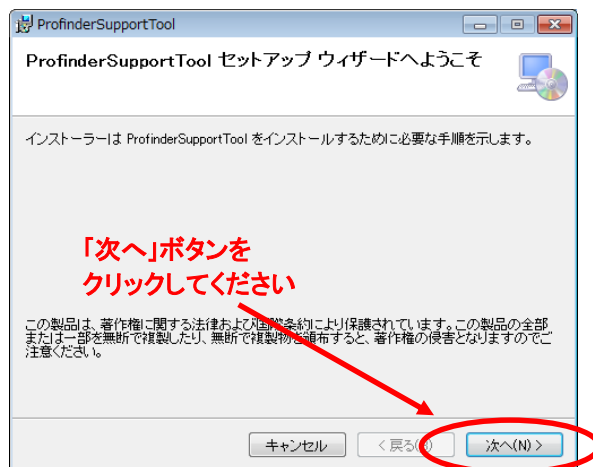 ProfinderSupportTool
ProfinderSupportTool セットアップ ウィザードへようこそ
インストーラーは ProfinderSupportTool をインストールするために必要な手順を示します。
「次へ」ボタンを
クリックしてください
この製品は、著作権に関する法律および国際条約により保護されています。この製品の全部
または一部を無断で複製したり、無断で複製物を頒布すると、著作権の侵害となりますのでご
注意ください。
キャンセル
< 戻る(
次へ(N) >